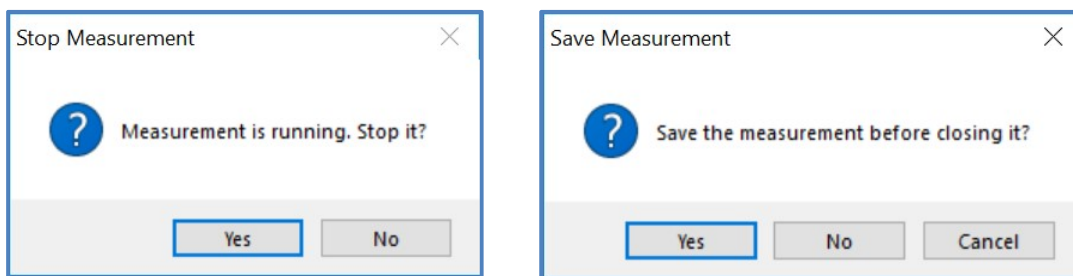 Stop Measurement
Measurement is running. Stop it?
Yes No
Save Measurement
Save the measurement before closing it?
Yes No Cancel